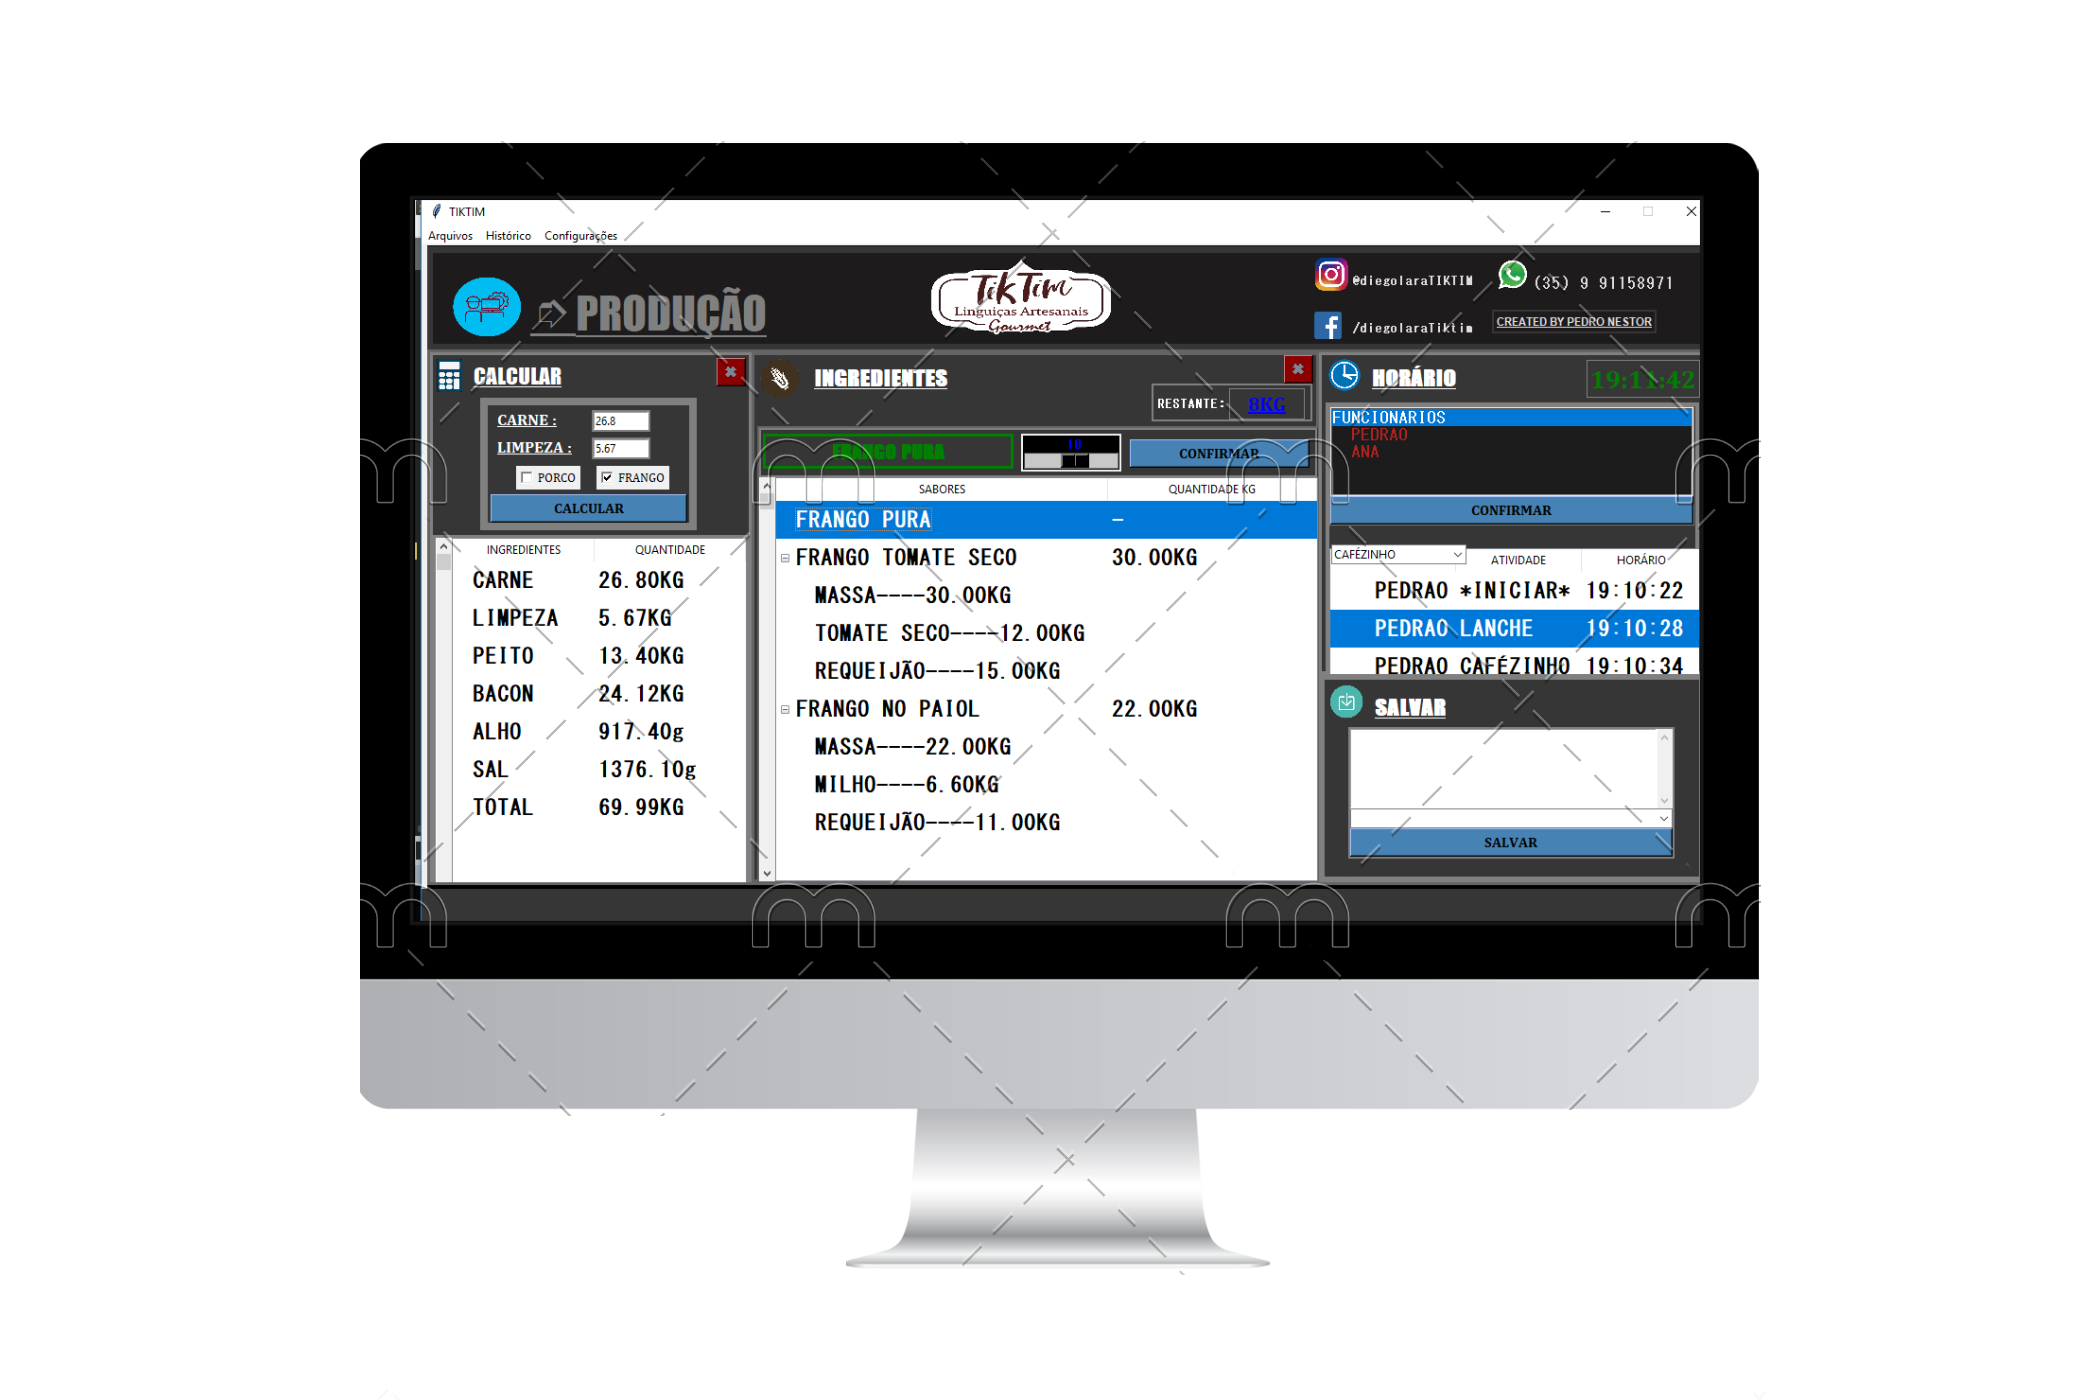 TIKTIM
Arquivos Histórico Configurações
PRODUÇÃO
TikTim
Linguiças Artesanais
Gourmet
@diegolaraTIKTIM
(35) 9 91158971
/diegolaraTiktim
CREATED BY PEDRO NESTOR
CALCULAR
CARNE : 26.8
LIMPEZA : 5.67
PORCO FRANGO
CALCULAR
INGREDIENTES QUANTIDADE
CARNE 26.80KG
LIMPEZA 5.67KG
PEITO 13.40KG
BACON 24.12KG
ALHO 917.40g
SAL 1376.10g
TOTAL 69.99KG
INGREDIENTES
RESTANTE: 8KG
FRANGO PURA 10 CONFIRMAR
SABORES QUANTIDADE KG
FRANGO PURA –
FRANGO TOMATE SECO 30.00KG
MASSA----30.00KG
TOMATE SECO----12.00KG
REQUEIJÃO----15.00KG
FRANGO NO PAIOL 22.00KG
MASSA----22.00KG
MILHO----6.60KG
REQUEIJÃO----11.00KG
HORÁRIO 19:11:42
FUNCIONARIOS
PEDRAO
ANA
CONFIRMAR
CAFÉZINHO ATIVIDADE HORÁRIO
PEDRAO *INICIAR* 19:10:22
PEDRAO LANCHE 19:10:28
PEDRAO CAFÉZINHO 19:10:34
SALVAR
SALVAR